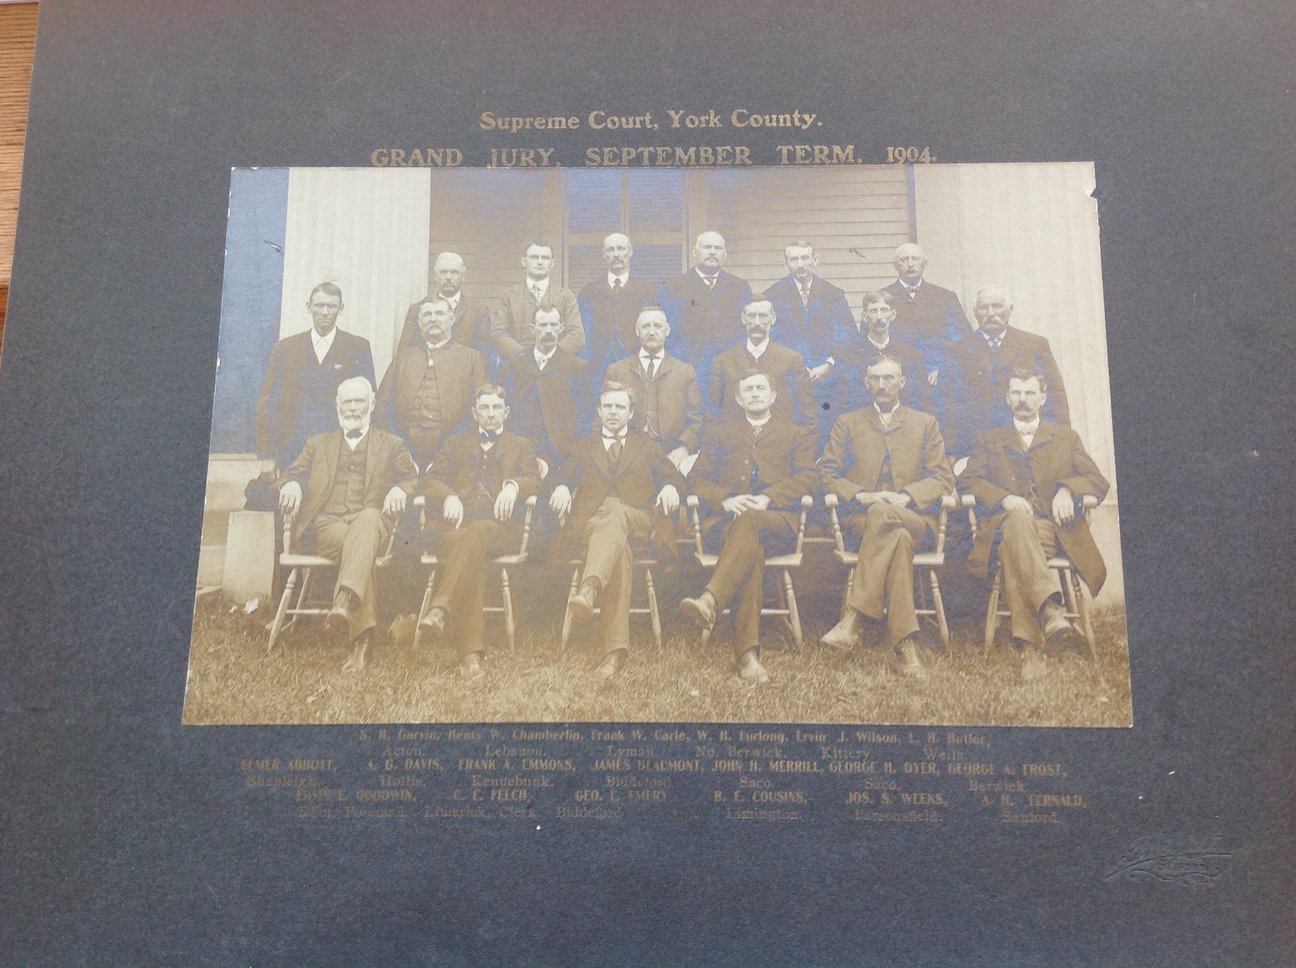 Supreme Court, York County.
GRAND JURY, SEPTEMBER TERM, 1904.
S. H. Garvin, Henry W. Chamberlin, Frank W. Carle, W. H. Furlong, Ervin J. Wilson, L. H. Butler,
Acton, Lebanon, Lyman, No. Berwick, Kittery Wells
ELMER ABBOTT, A. G. DAVIS, FRANK A. EMMONS, JAMES BEAUMONT, JOHN H. MERRILL, GEORGE H. DYER, GEORGE A. FROST,
Shapleigh Hollis, Kennebunk, Biddeford Saco Saco, Berwick
GOODWIN, C. E. FELCH, GEO. L. EMERY B. E. COUSINS, JOS. S. WEEKS, A. H. FERNALD,
Eliot, Foreman Limerick, Clerk Biddeford Limington, Parsonsfield, Sanford